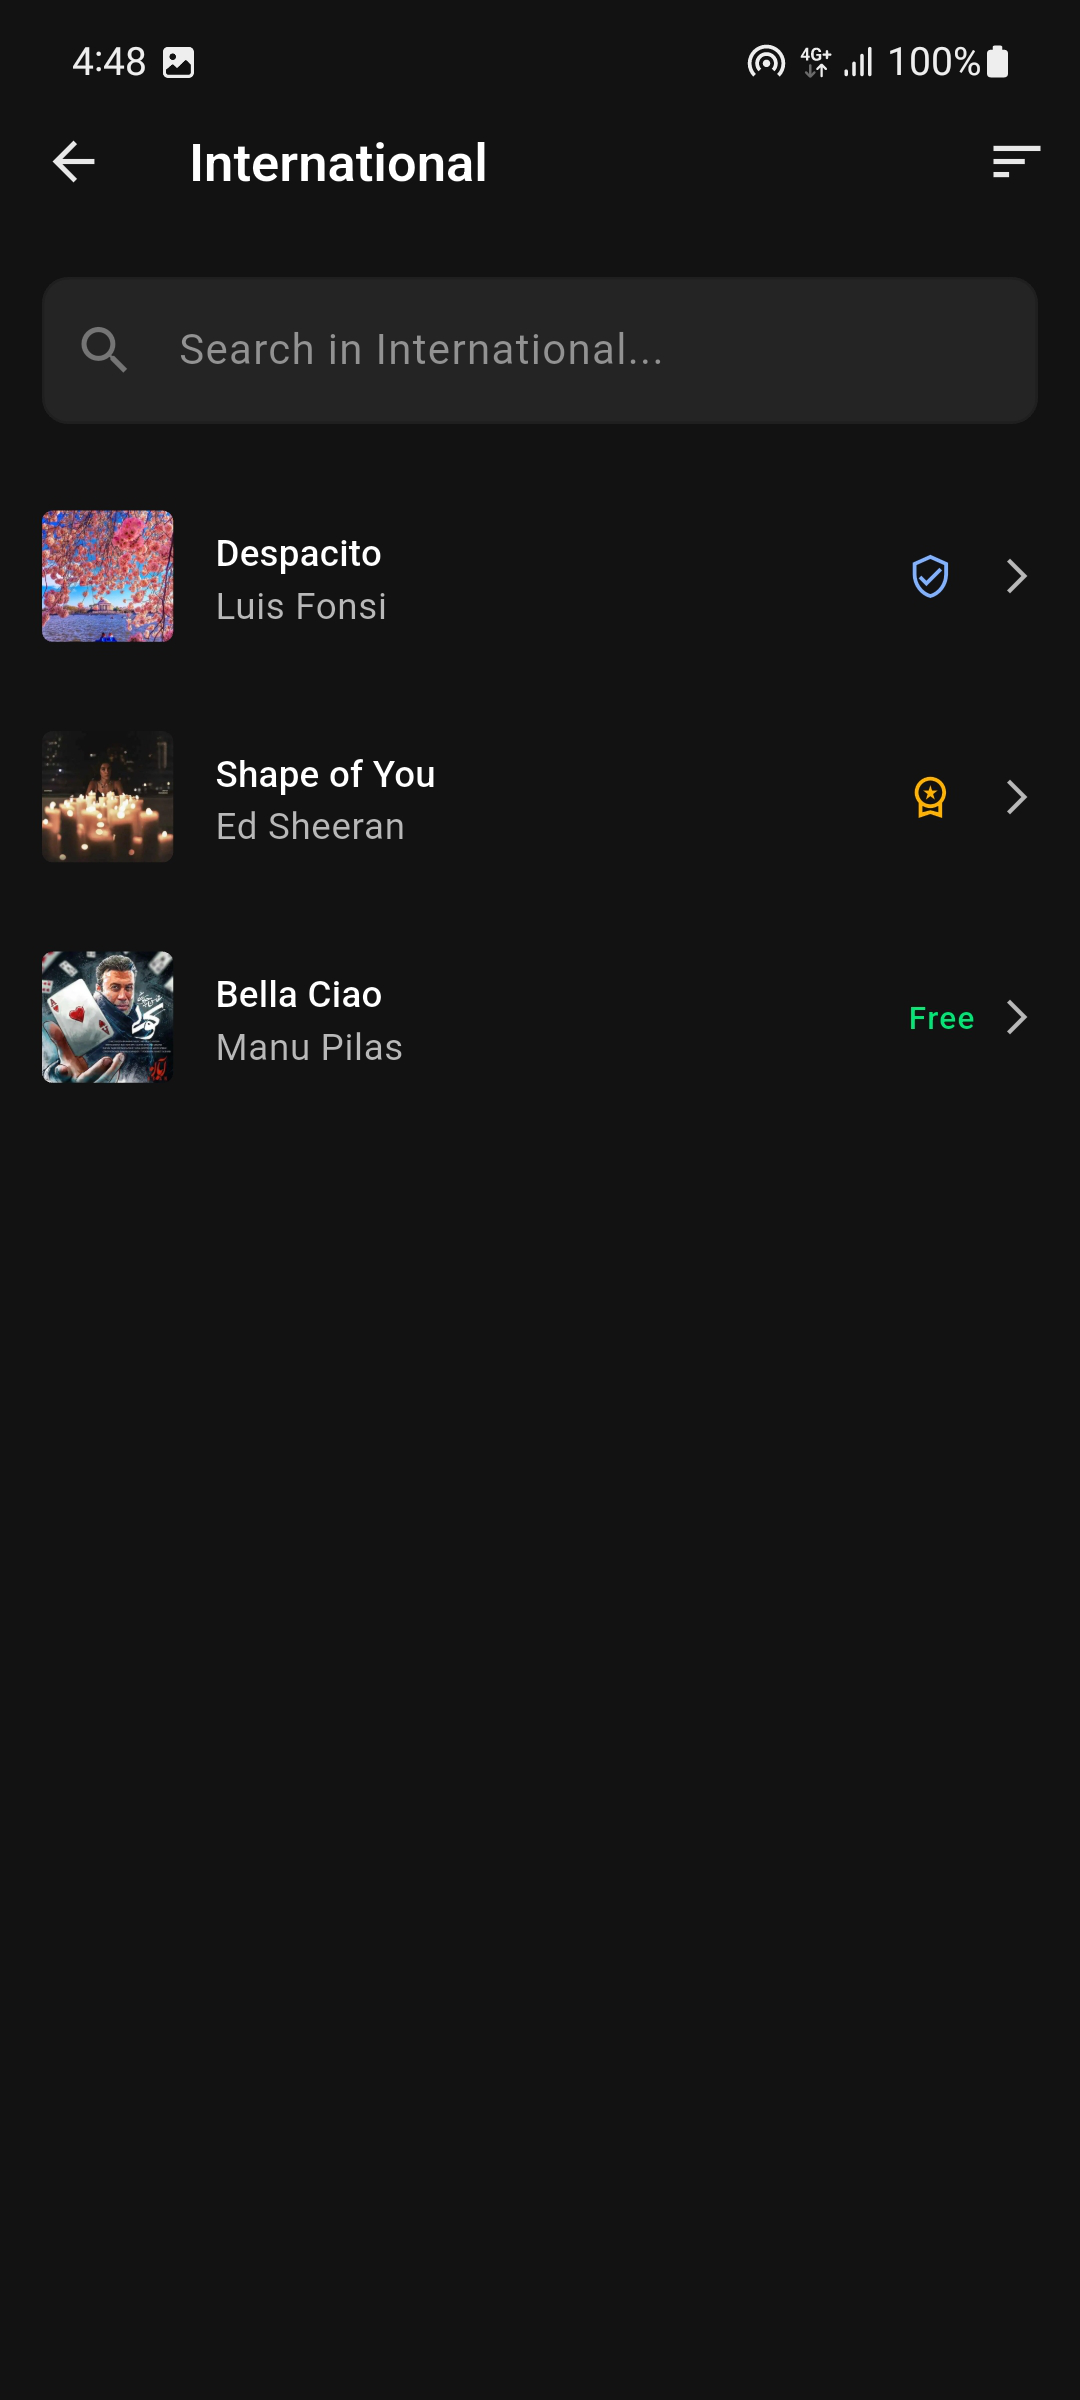 4:48
4G+
100%
International
Search in International...
Despacito
Luis Fonsi
Shape of You
Ed Sheeran
Bella Ciao
Manu Pilas
Free